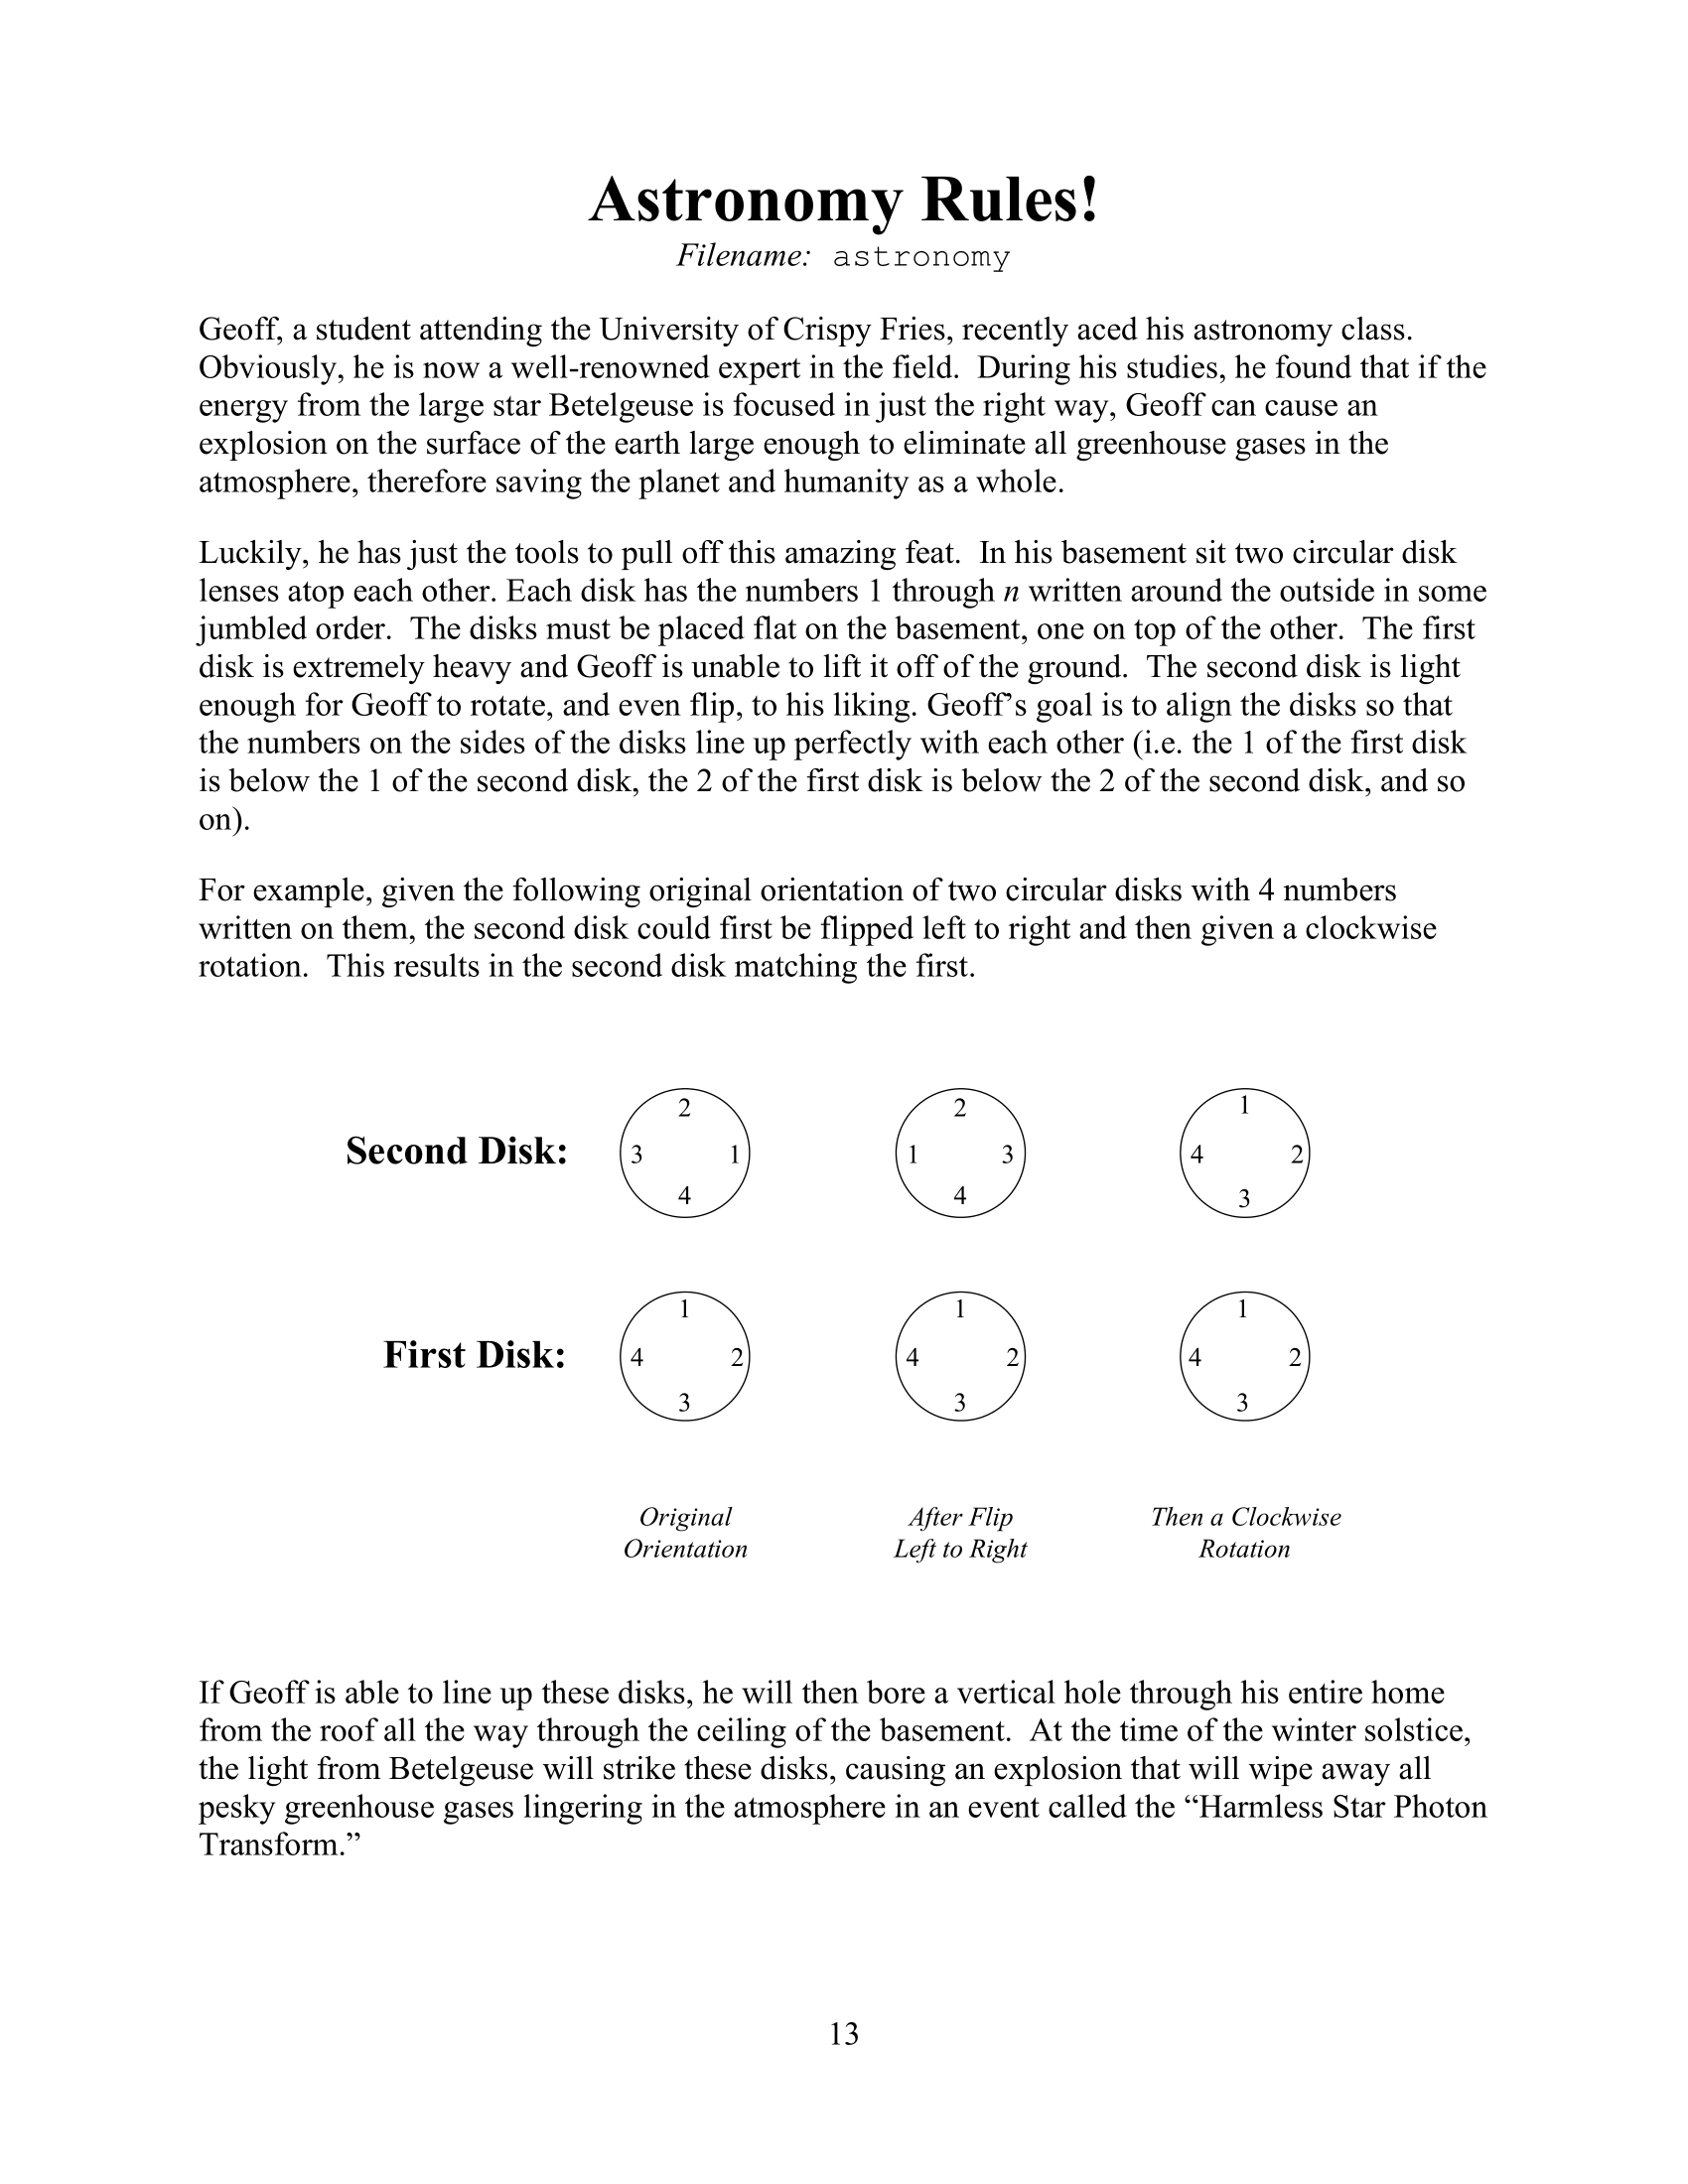 Astronomy Rules!
Filename: astronomy
Geoff, a student attending the University of Crispy Fries, recently aced his astronomy class.
Obviously, he is now a well-renowned expert in the field.  During his studies, he found that if the
energy from the large star Betelgeuse is focused in just the right way, Geoff can cause an
explosion on the surface of the earth large enough to eliminate all greenhouse gases in the
atmosphere, therefore saving the planet and humanity as a whole.
Luckily, he has just the tools to pull off this amazing feat.  In his basement sit two circular disk
lenses atop each other. Each disk has the numbers 1 through n written around the outside in some
jumbled order.  The disks must be placed flat on the basement, one on top of the other.  The first
disk is extremely heavy and Geoff is unable to lift it off of the ground.  The second disk is light
enough for Geoff to rotate, and even flip, to his liking. Geoff’s goal is to align the disks so that
the numbers on the sides of the disks line up perfectly with each other (i.e. the 1 of the first disk
is below the 1 of the second disk, the 2 of the first disk is below the 2 of the second disk, and so
on).
For example, given the following original orientation of two circular disks with 4 numbers
written on them, the second disk could first be flipped left to right and then given a clockwise
rotation.  This results in the second disk matching the first.
2 2 1
Second Disk: 3 1 1 3 4 2
4 4 3
1 1 1
First Disk: 4 2 4 2 4 2
3 3 3
Original After Flip Then a Clockwise
Orientation Left to Right Rotation
If Geoff is able to line up these disks, he will then bore a vertical hole through his entire home
from the roof all the way through the ceiling of the basement.  At the time of the winter solstice,
the light from Betelgeuse will strike these disks, causing an explosion that will wipe away all
pesky greenhouse gases lingering in the atmosphere in an event called the “Harmless Star Photon
Transform.”
13